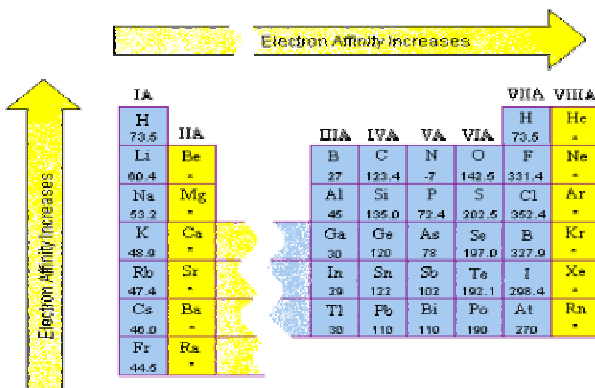 Electron Affinity Increases
Electron Affinity Increases
IA VIIA VIIIA
H H He
73.5 73.5 *
IIA IIIA IVA VA VIA
Li Be B C N O F Ne
60.4 * 27 123.4 -7 142.5 331.4 *
Na Mg Al Si P S Cl Ar
53.2 * 45 135.0 72.4 202.5 352.4 *
K Ca Ga Ge As Se B Kr
48.9 * 30 120 78 197.0 327.9 *
Rb Sr In Sn Sb Te I Xe
47.4 * 29 122 102 192.1 298.4 *
Cs Ba Tl Pb Bi Po At Rn
46.0 * 30 110 110 190 270 *
Fr Ra
44.5 *